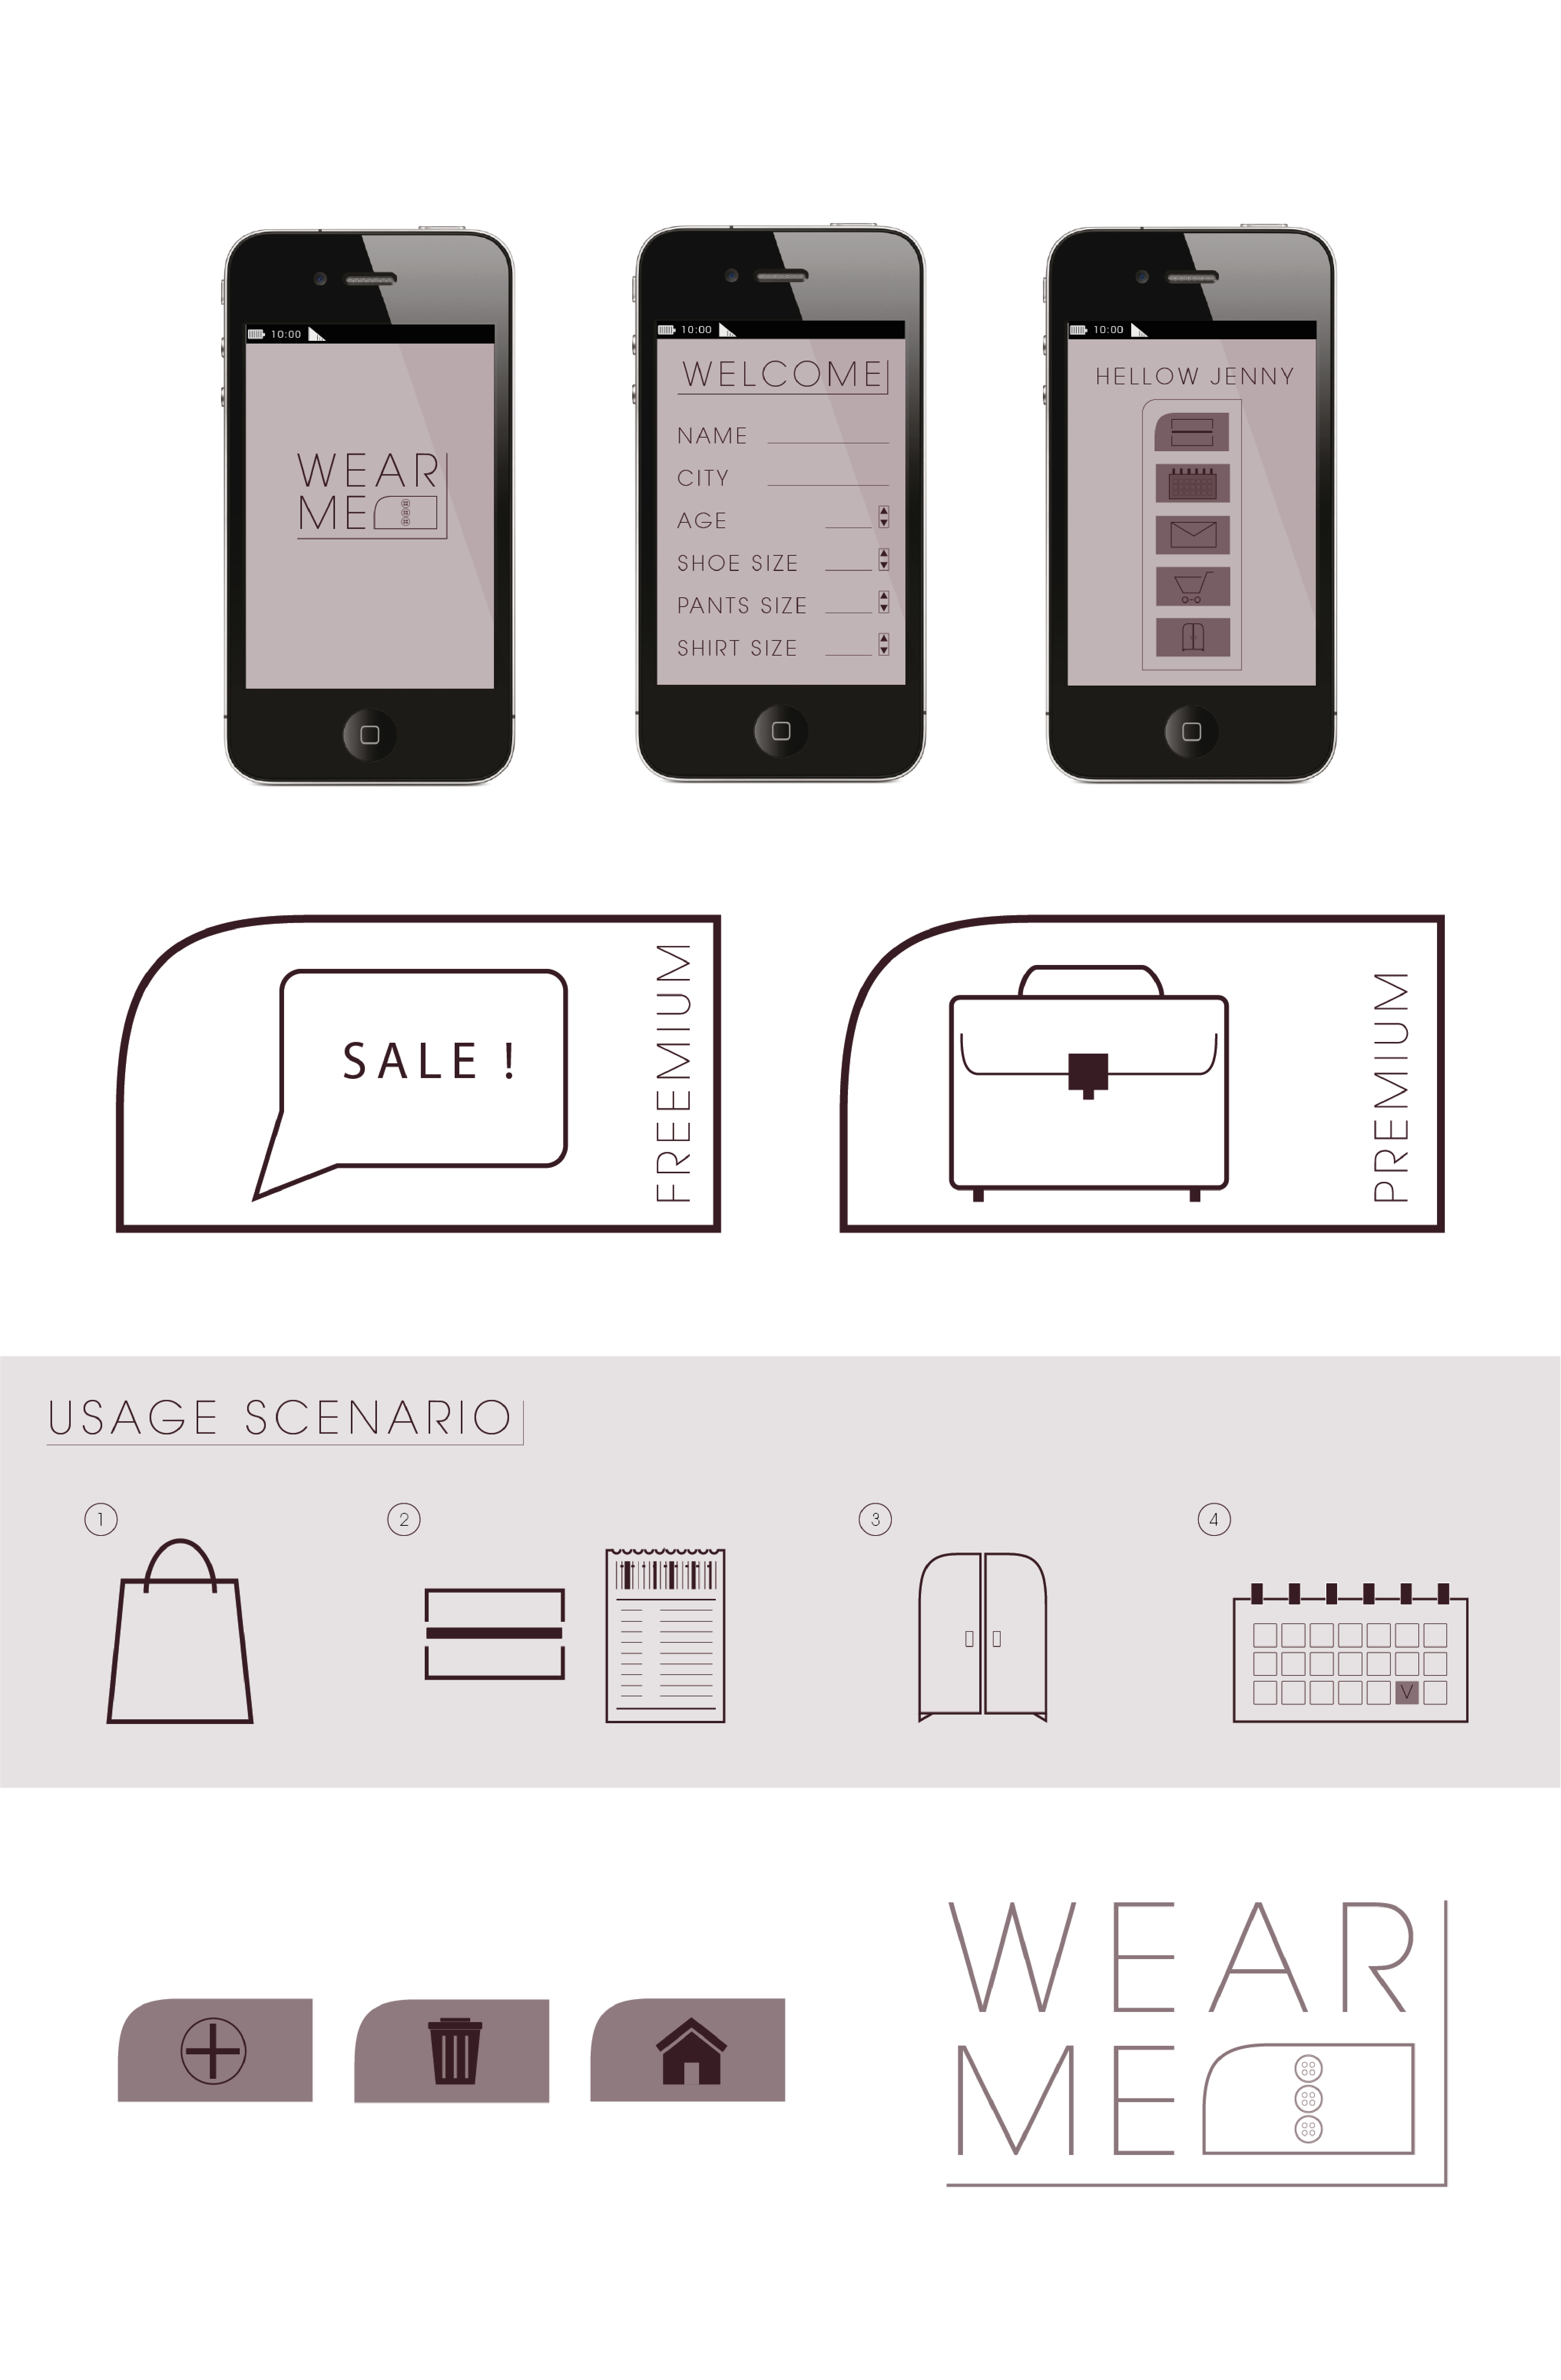 10:00
WEAR
ME
10:00
WELCOME
NAME
CITY
AGE
SHOE SIZE
PANTS SIZE
SHIRT SIZE
10:00
HELLOW JENNY
SALE !
FREEMIUM
PREMIUM
USAGE SCENARIO
1
2
3
4
V
WEAR
ME